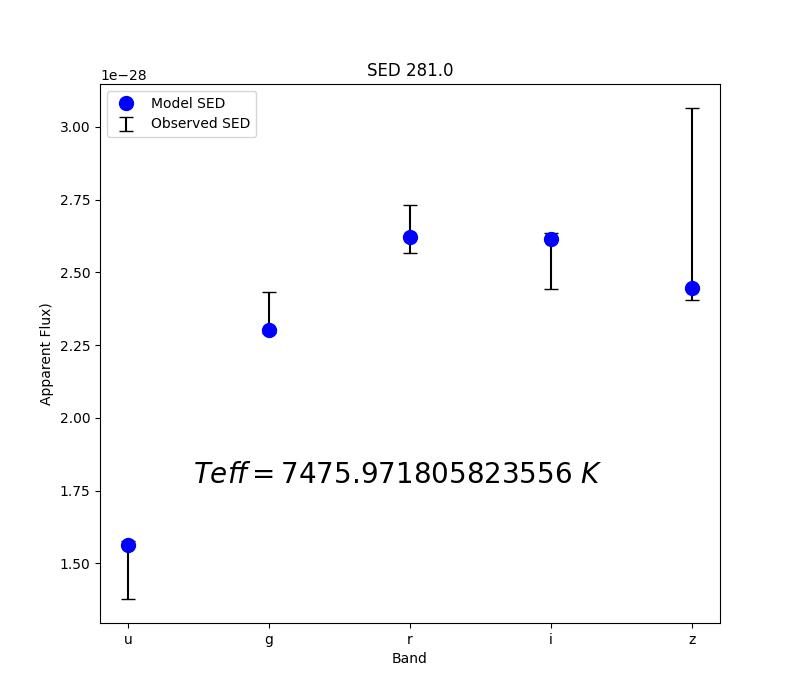 SED 281.0
1e−28
Model SED
Observed SED
3.00
2.75
2.50
2.25
2.00
1.75
1.50
Apparent Flux)
Teff = 7475.971805823556 K
u g r i z
Band